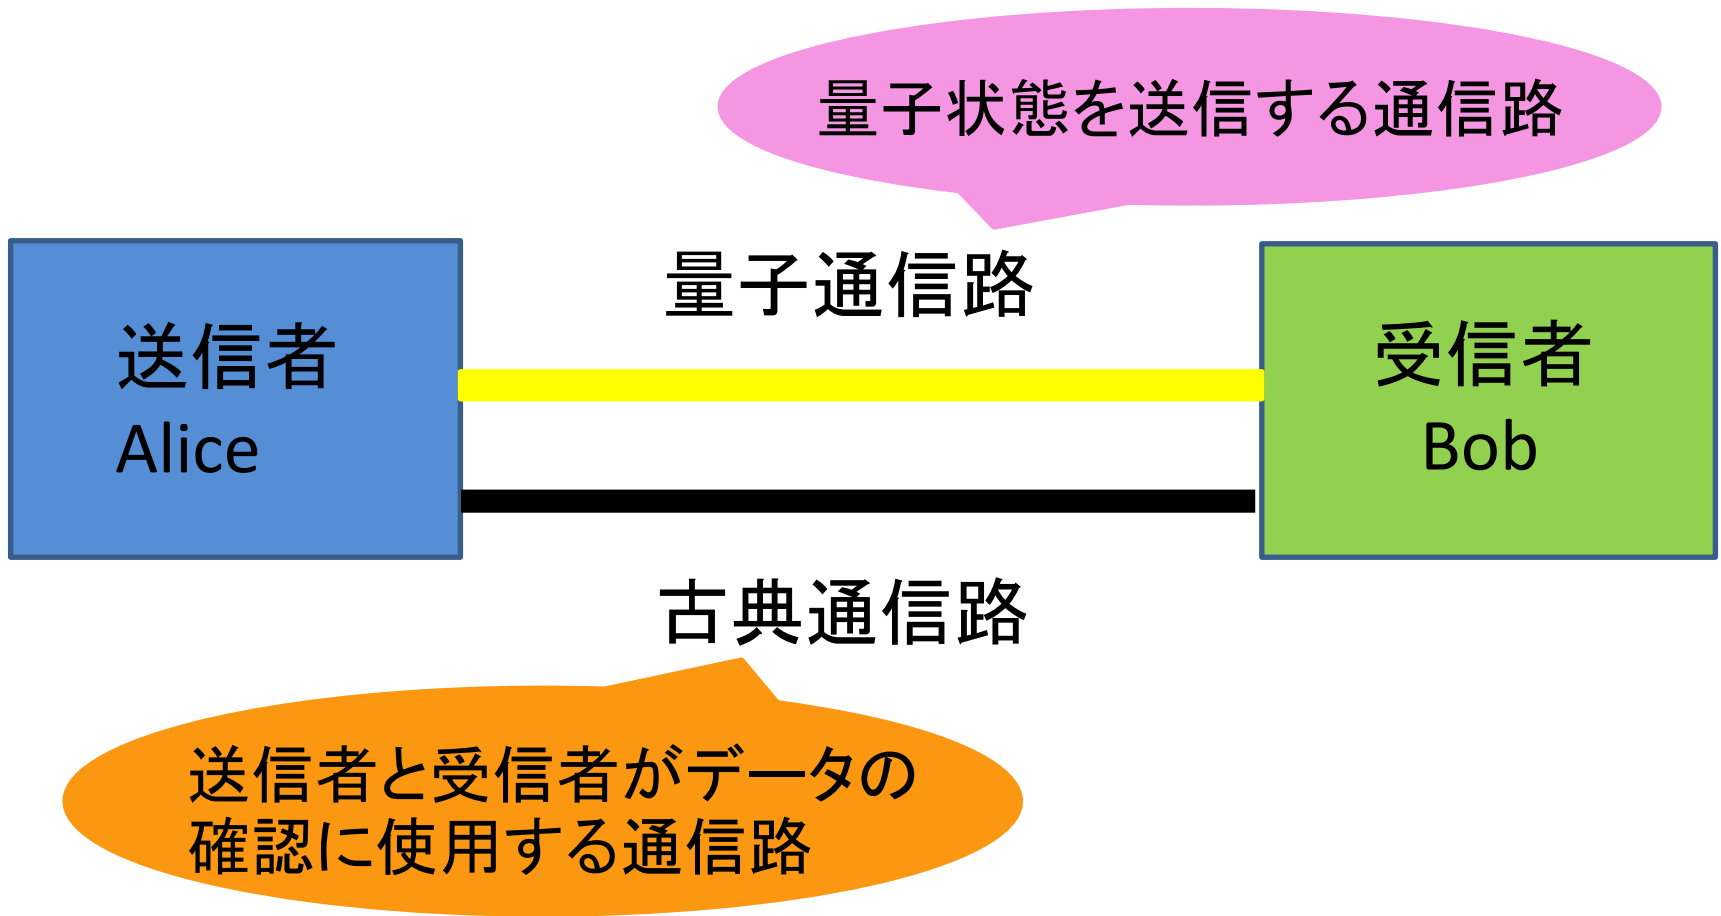 量子状態を送信する通信路
量子通信路
送信者
Alice
受信者
Bob
古典通信路
送信者と受信者がデータの
確認に使用する通信路